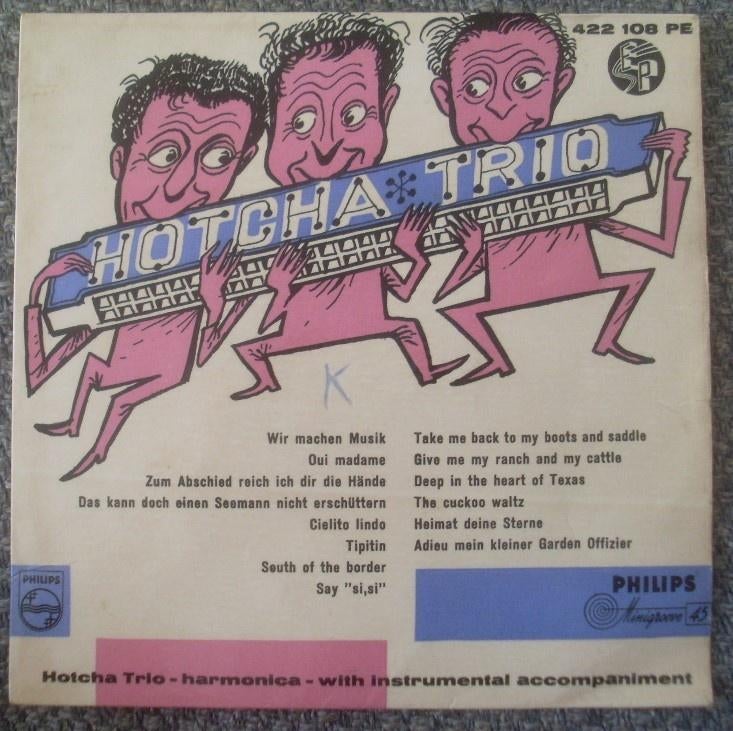 422 108 PE
EP
HOTCHA TRIO
K
Wir machen Musik
Oui madame
Zum Abschied reich ich dir die Hände
Das kann doch einen Seemann nicht erschüttern
Cielito lindo
Tipitin
South of the border
Say "si,si"
Take me back to my boots and saddle
Give me my ranch and my cattle
Deep in the heart of Texas
The cuckoo waltz
Heimat deine Sterne
Adieu mein kleiner Garden Offizier
PHILIPS
PHILIPS
Minigroove 45
Hotcha Trio - harmonica - with instrumental accompaniment